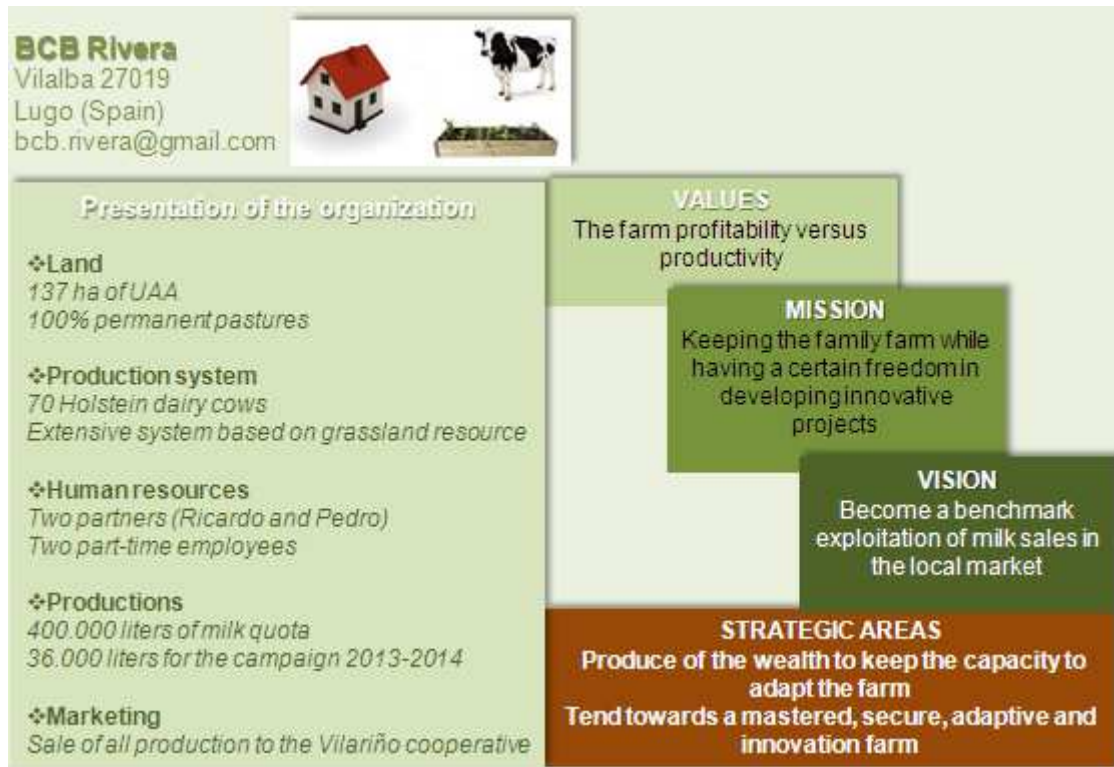 BCB Rivera
Vilalba 27019
Lugo (Spain)
bcb.rivera@gmail.com
Presentation of the organization
❖Land
137 ha of UAA
100% permanent pastures
❖Production system
70 Holstein dairy cows
Extensive system based on grassland resource
❖Human resources
Two partners (Ricardo and Pedro)
Two part-time employees
❖Productions
400.000 liters of milk quota
36.000 liters for the campaign 2013-2014
❖Marketing
Sale of all production to the Vilariño cooperative
VALUES
The farm profitability versus
productivity
MISSION
Keeping the family farm while
having a certain freedom in
developing innovative
projects
VISION
Become a benchmark
exploitation of milk sales in
the local market
STRATEGIC AREAS
Produce of the wealth to keep the capacity to
adapt the farm
Tend towards a mastered, secure, adaptive and
innovation farm